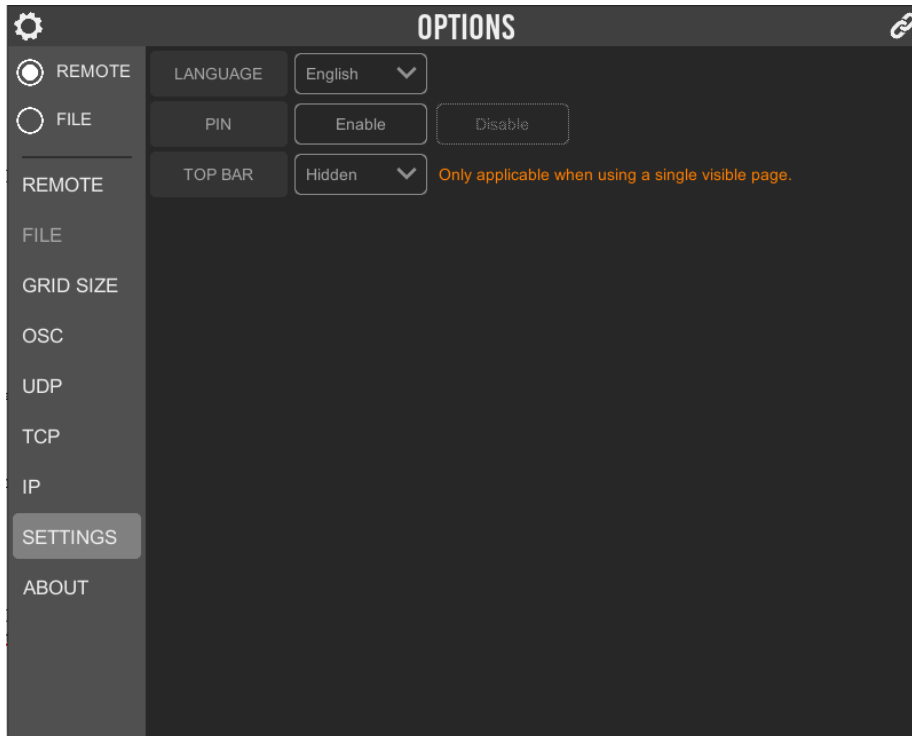 OPTIONS
REMOTE
FILE
REMOTE
FILE
GRID SIZE
OSC
UDP
TCP
IP
SETTINGS
ABOUT
LANGUAGE English
PIN Enable Disable
TOP BAR Hidden Only applicable when using a single visible page.